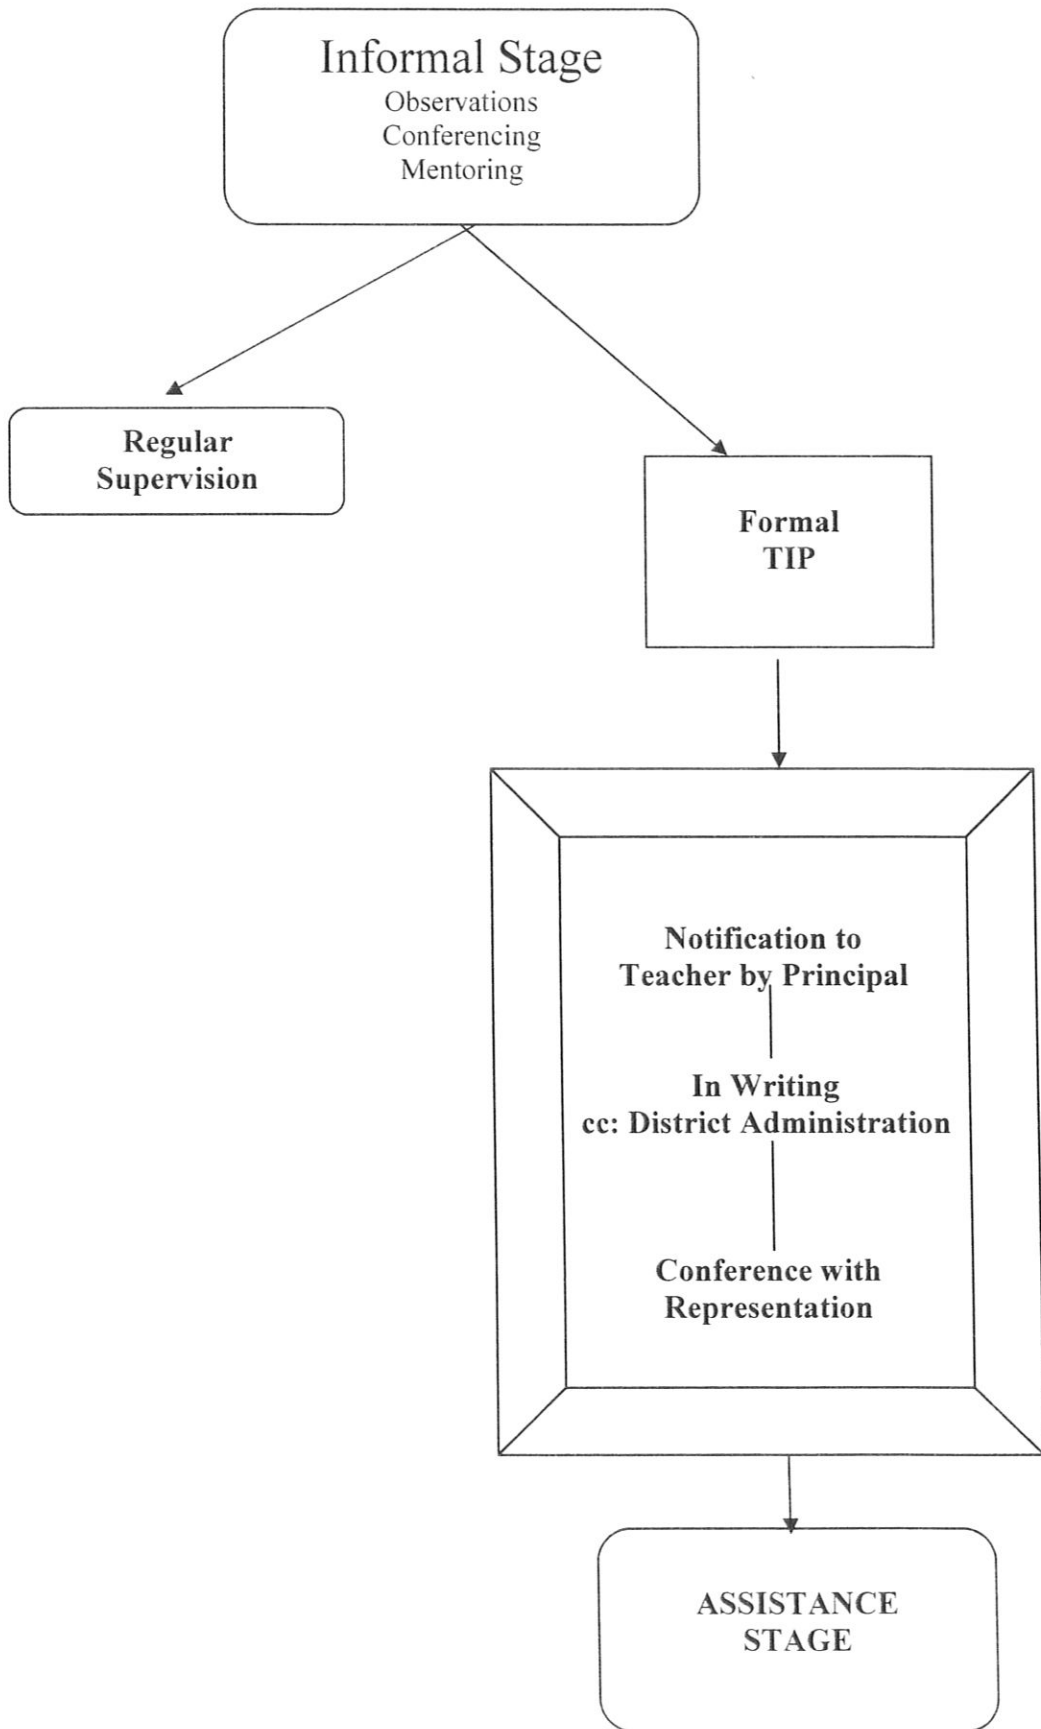 Informal Stage
Observations
Conferencing
Mentoring
Regular
Supervision
Formal
TIP
Notification to
Teacher by Principal
In Writing
cc: District Administration
Conference with
Representation
ASSISTANCE
STAGE